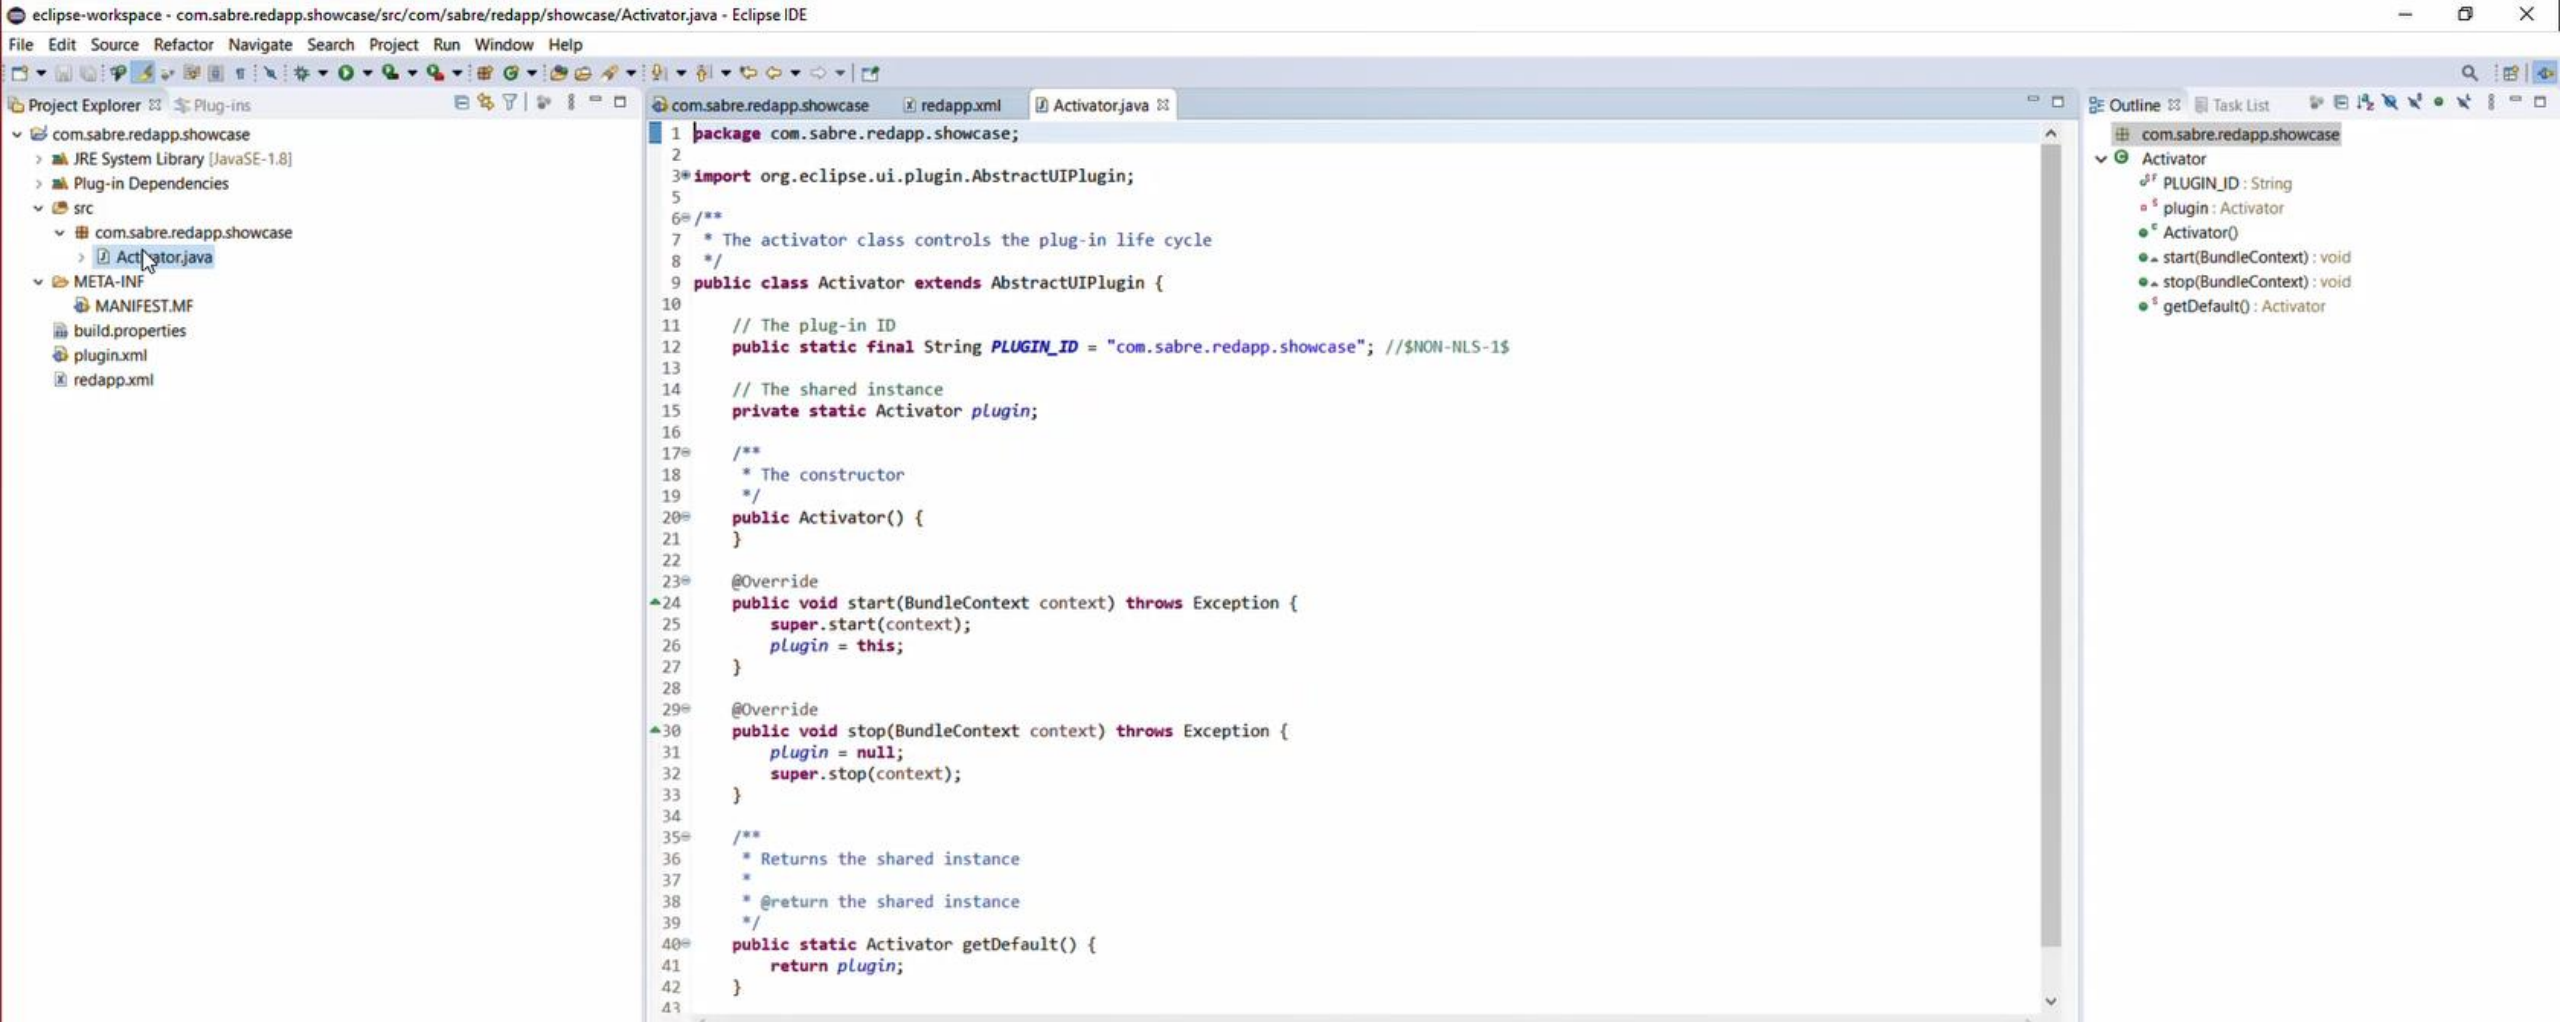 eclipse-workspace - com.sabre.redapp.showcase/src/com/sabre/redapp/showcase/Activator.java - Eclipse IDE
File Edit Source Refactor Navigate Search Project Run Window Help
Project Explorer Plug-ins
com.sabre.redapp.showcase
JRE System Library [JavaSE-1.8]
Plug-in Dependencies
src
com.sabre.redapp.showcase
Activator.java
META-INF
MANIFEST.MF
build.properties
plugin.xml
redapp.xml
com.sabre.redapp.showcase redapp.xml Activator.java
1 package com.sabre.redapp.showcase;
2
3 import org.eclipse.ui.plugin.AbstractUIPlugin;
5
6 /**
7 * The activator class controls the plug-in life cycle
8 */
9 public class Activator extends AbstractUIPlugin {
10
11 // The plug-in ID
12 public static final String PLUGIN_ID = "com.sabre.redapp.showcase"; //$NON-NLS-1$
13
14 // The shared instance
15 private static Activator plugin;
16
17 /**
18 * The constructor
19 */
20 public Activator() {
21 }
22
23 @Override
24 public void start(BundleContext context) throws Exception {
25 super.start(context);
26 plugin = this;
27 }
28
29 @Override
30 public void stop(BundleContext context) throws Exception {
31 plugin = null;
32 super.stop(context);
33 }
34
35 /**
36 * Returns the shared instance
37 *
38 * @return the shared instance
39 */
40 public static Activator getDefault() {
41 return plugin;
42 }
43
Outline Task List
com.sabre.redapp.showcase
Activator
PLUGIN_ID : String
plugin : Activator
Activator()
start(BundleContext) : void
stop(BundleContext) : void
getDefault() : Activator